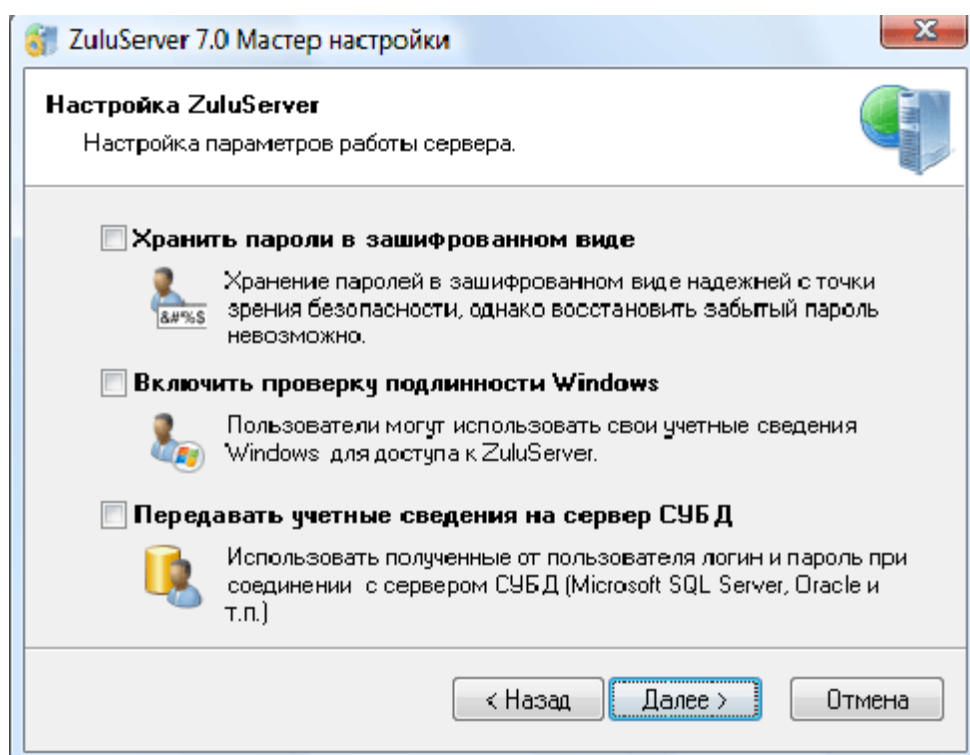 ZuluServer 7.0 Мастер настройки
Настройка ZuluServer
Настройка параметров работы сервера.
Хранить пароли в зашифрованном виде
Хранение паролей в зашифрованном виде надежней с точки
зрения безопасности, однако восстановить забытый пароль
невозможно.
&#%$
Включить проверку подлинности Windows
Пользователи могут использовать свои учетные сведения
Windows для доступа к ZuluServer.
Передавать учетные сведения на сервер СУБД
Использовать полученные от пользователя логин и пароль при
соединении с сервером СУБД (Microsoft SQL Server, Oracle и
т.п.)
< Назад
Далее >
Отмена